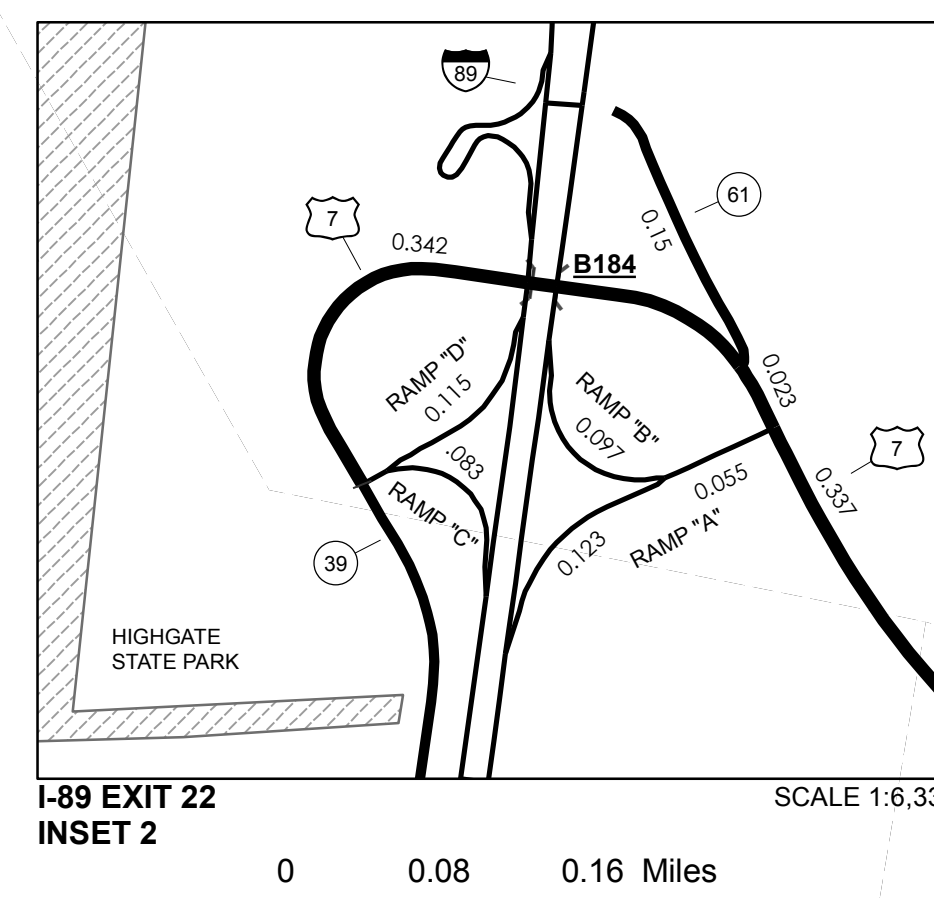 89
61
7
0.342
0.15
B184
RAMP "D"
0.115
RAMP "B"
0.097
0.023
7
.083
0.055
0.337
RAMP "C"
RAMP "A"
0.123
39
HIGHGATE
STATE PARK
I-89 EXIT 22
SCALE 1:6,33
INSET 2
0 0.08 0.16 Miles